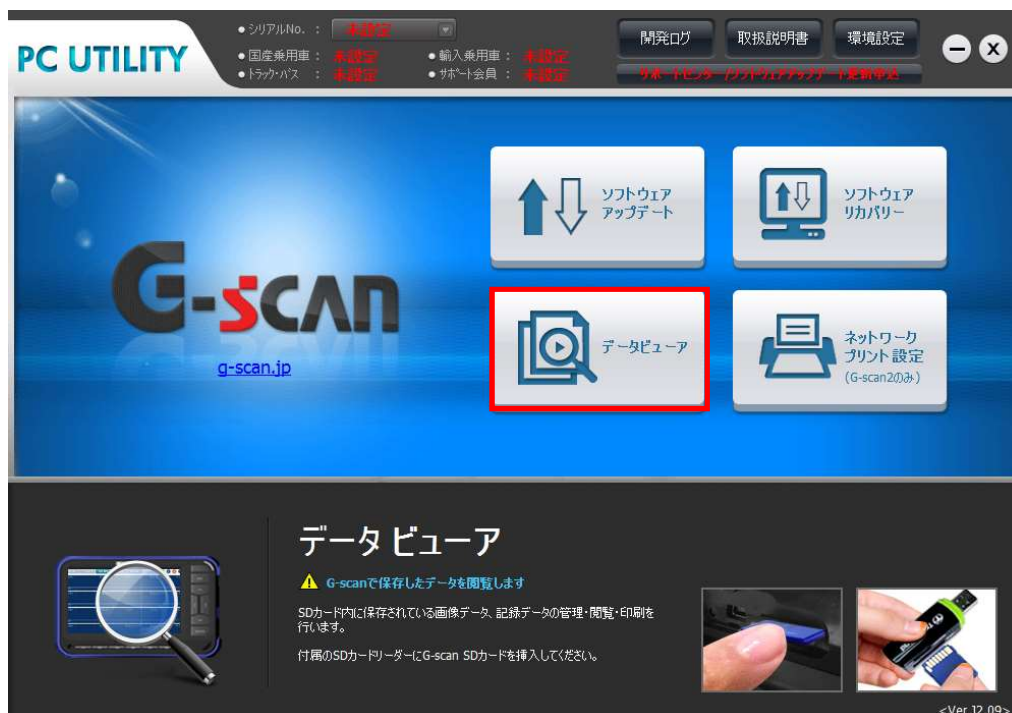 PC UTILITY
●シリアルNo. : 未設定
●国産乗用車 : 未設定 ●輸入乗用車 : 未設定
●トラック・バス : 未設定 ●サポート会員 : 未設定
開発ログ 取扱説明書 環境設定
サポートセンター/ソフトウェアアップデート更新申込
ソフトウェア
アップデート
ソフトウェア
リカバリー
G-scan
g-scan.jp
データビューア
ネットワーク
プリント設定
(G-scan2のみ)
データ ビューア
G-scanで保存したデータを閲覧します
SDカード内に保存されている画像データ、記録データの管理・閲覧・印刷を
行います。
付属のSDカードリーダーにG-scan SDカードを挿入してください。
<Ver 12.09>